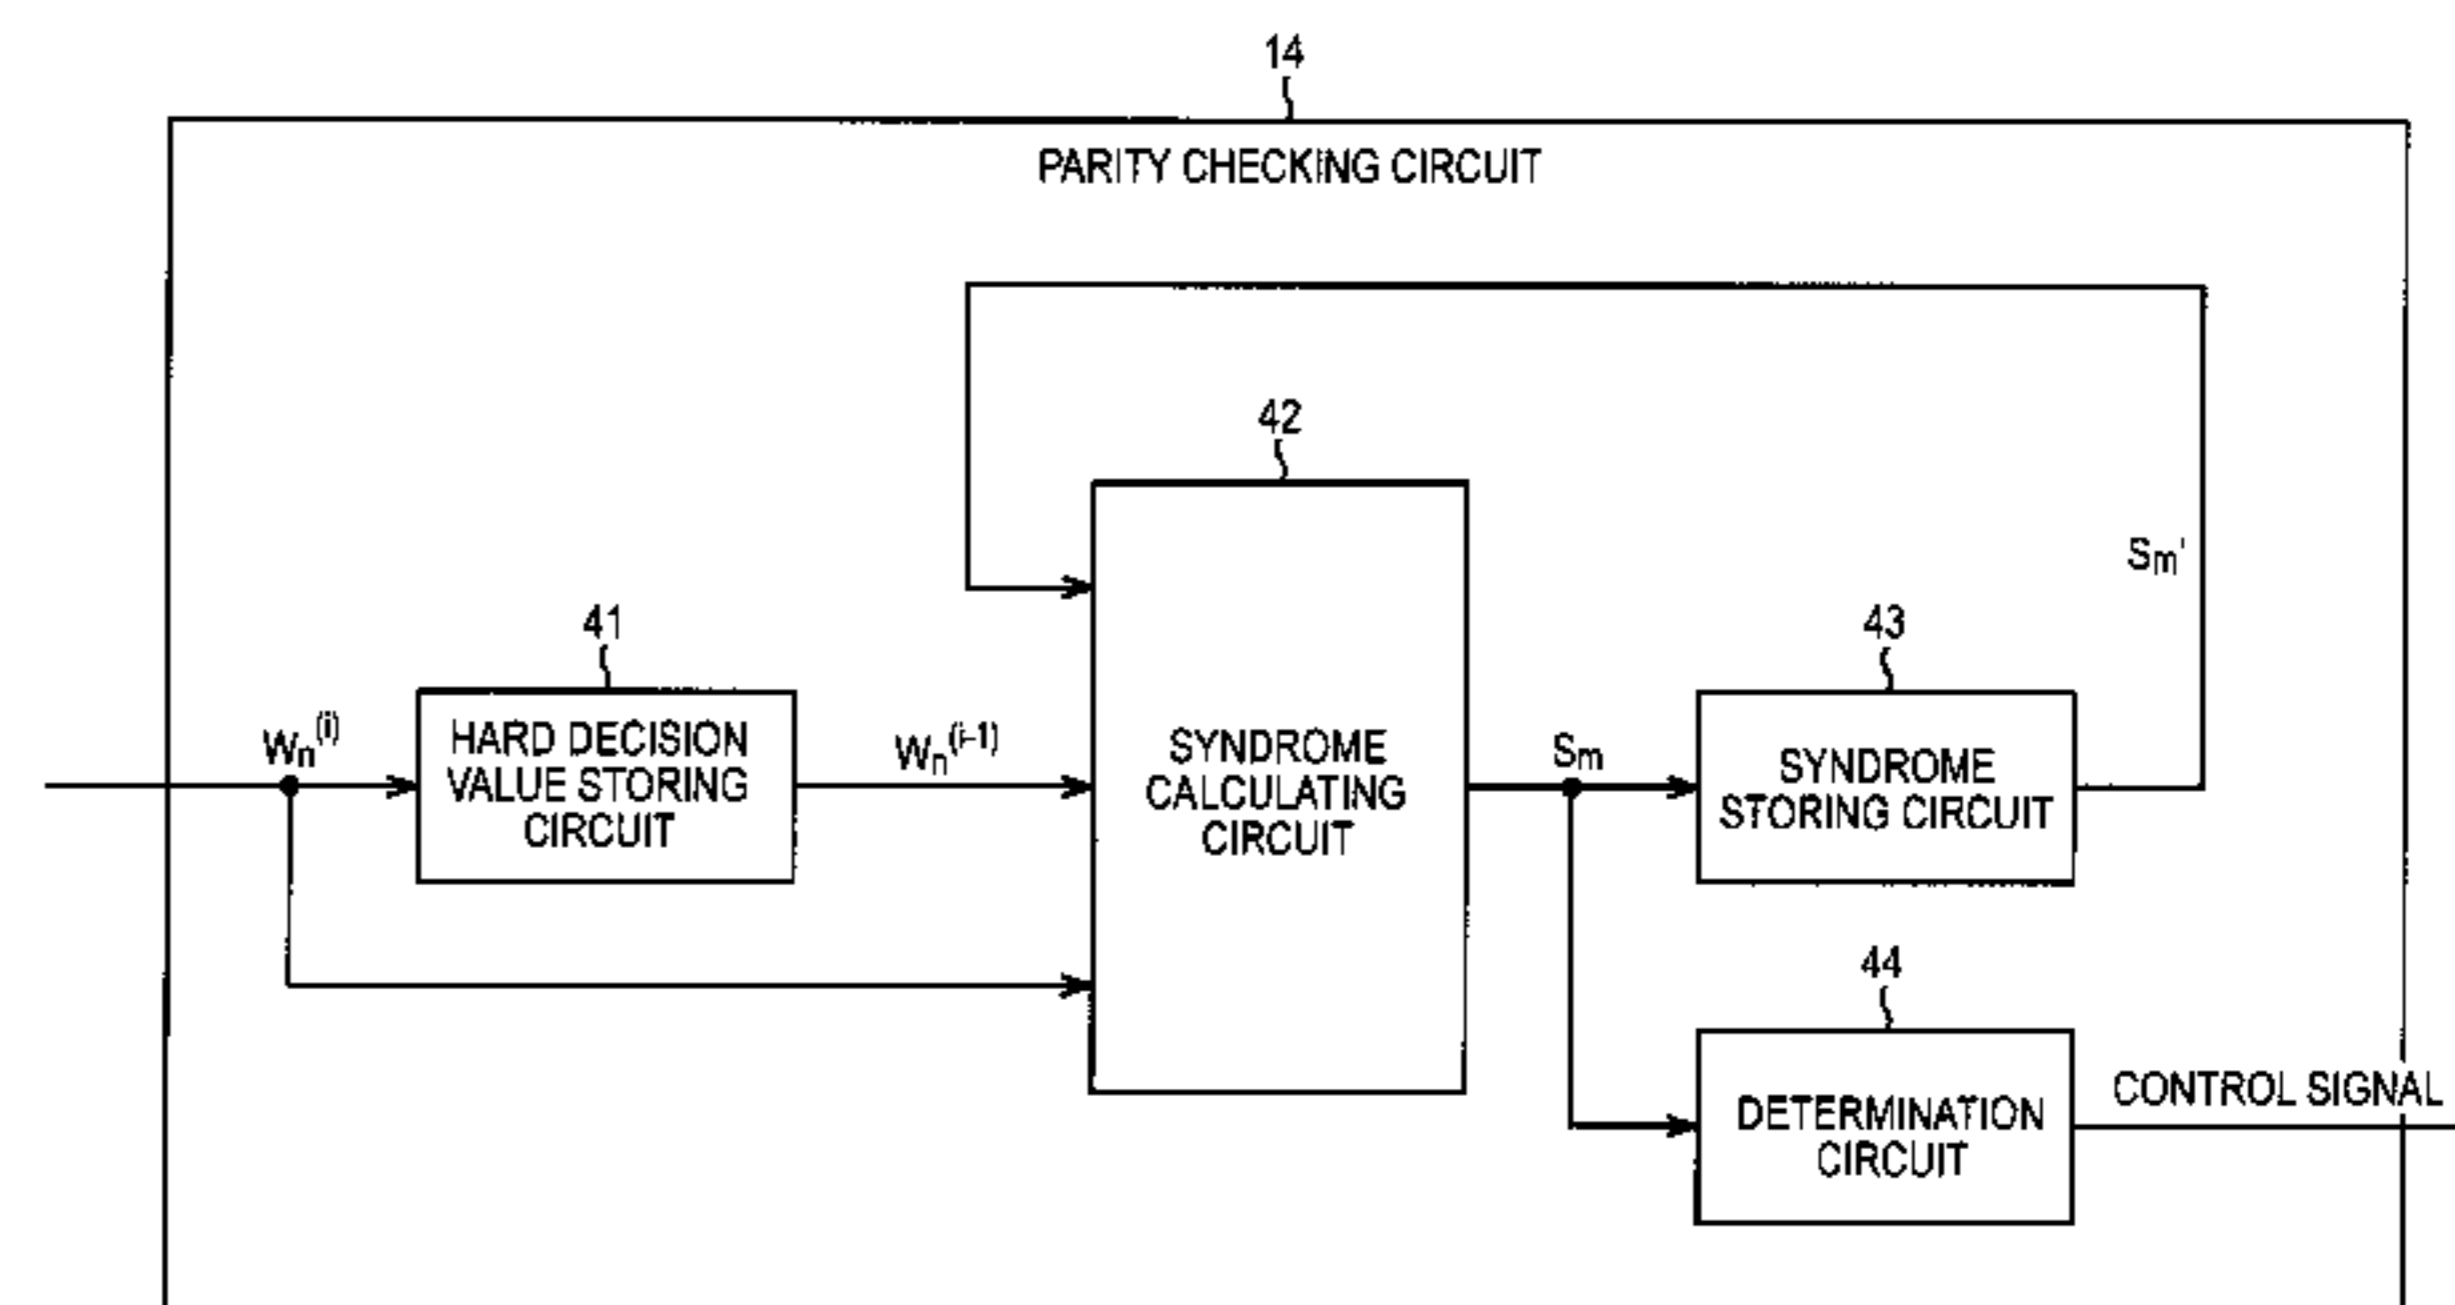 14
PARITY CHECKING CIRCUIT
42
Sm'
41
43
Wn(i)
HARD DECISION
VALUE STORING
CIRCUIT
Wn(i-1)
SYNDROME
CALCULATING
CIRCUIT
Sm
SYNDROME
STORING CIRCUIT
44
DETERMINATION
CIRCUIT
CONTROL SIGNAL